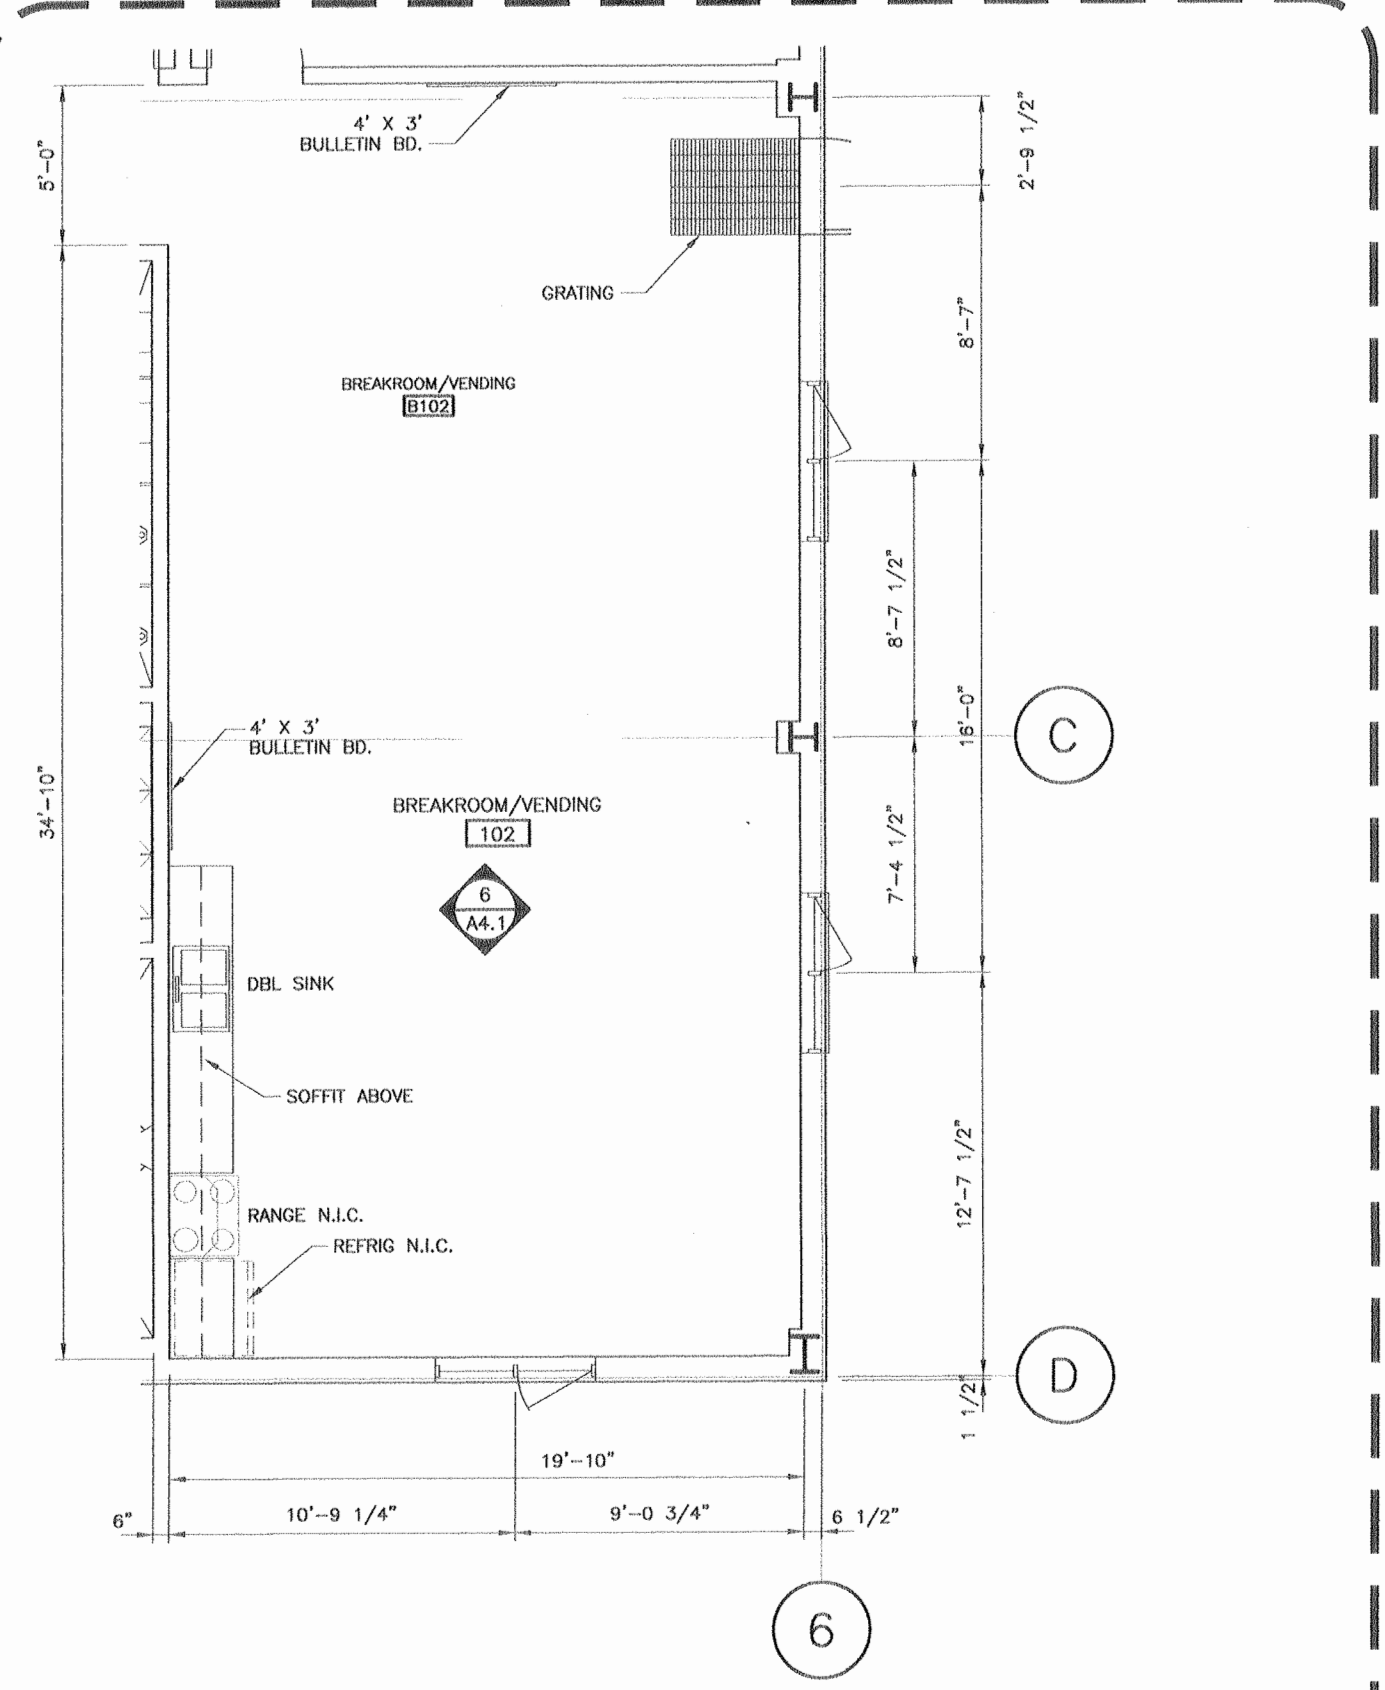 4' X 3'
BULLETIN BD.
5'-0"
2'-9 1/2"
GRATING
8'-7"
BREAKROOM/VENDING
B102
8'-7 1/2"
16'-0"
C
4' X 3'
BULLETIN BD.
34'-10"
BREAKROOM/VENDING
102
7'-4 1/2"
6
A4.1
DBL SINK
SOFFIT ABOVE
12'-7 1/2"
RANGE N.I.C.
REFRIG N.I.C.
D
1 1/2"
19'-10"
6"
10'-9 1/4"
9'-0 3/4"
6 1/2"
6